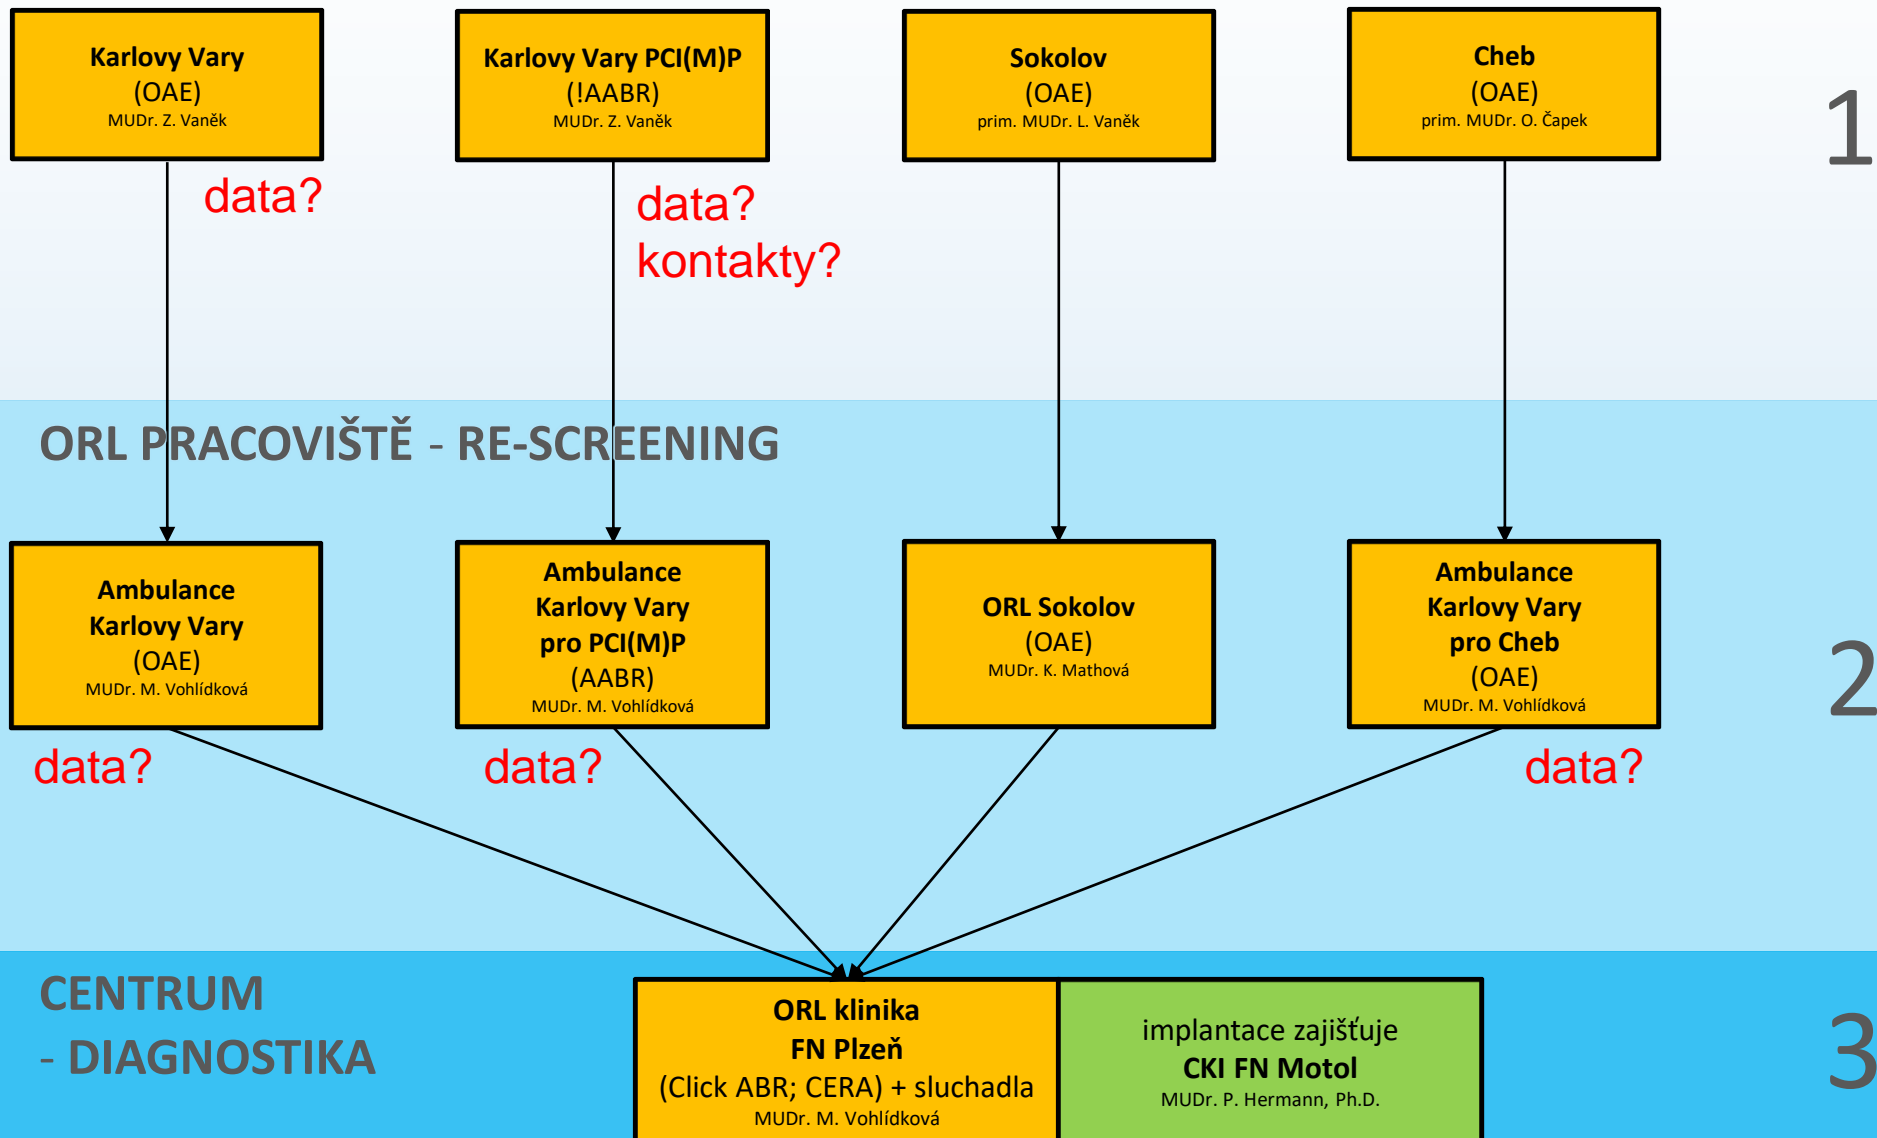 Karlovy Vary
(OAE)
MUDr. Z. Vaněk
Karlovy Vary PCI(M)P
(!AABR)
MUDr. Z. Vaněk
Sokolov
(OAE)
prim. MUDr. L. Vaněk
Cheb
(OAE)
prim. MUDr. O. Čapek
1
data?
data?
kontakty?
ORL PRACOVIŠTĚ - RE-SCREENING
Ambulance
Karlovy Vary
(OAE)
MUDr. M. Vohlídková
Ambulance
Karlovy Vary
pro PCI(M)P
(AABR)
MUDr. M. Vohlídková
ORL Sokolov
(OAE)
MUDr. K. Mathová
Ambulance
Karlovy Vary
pro Cheb
(OAE)
MUDr. M. Vohlídková
2
data?
data?
data?
CENTRUM
- DIAGNOSTIKA
ORL klinika
FN Plzeň
(Click ABR; CERA) + sluchadla
MUDr. M. Vohlídková
implantace zajišťuje
CKI FN Motol
MUDr. P. Hermann, Ph.D.
3